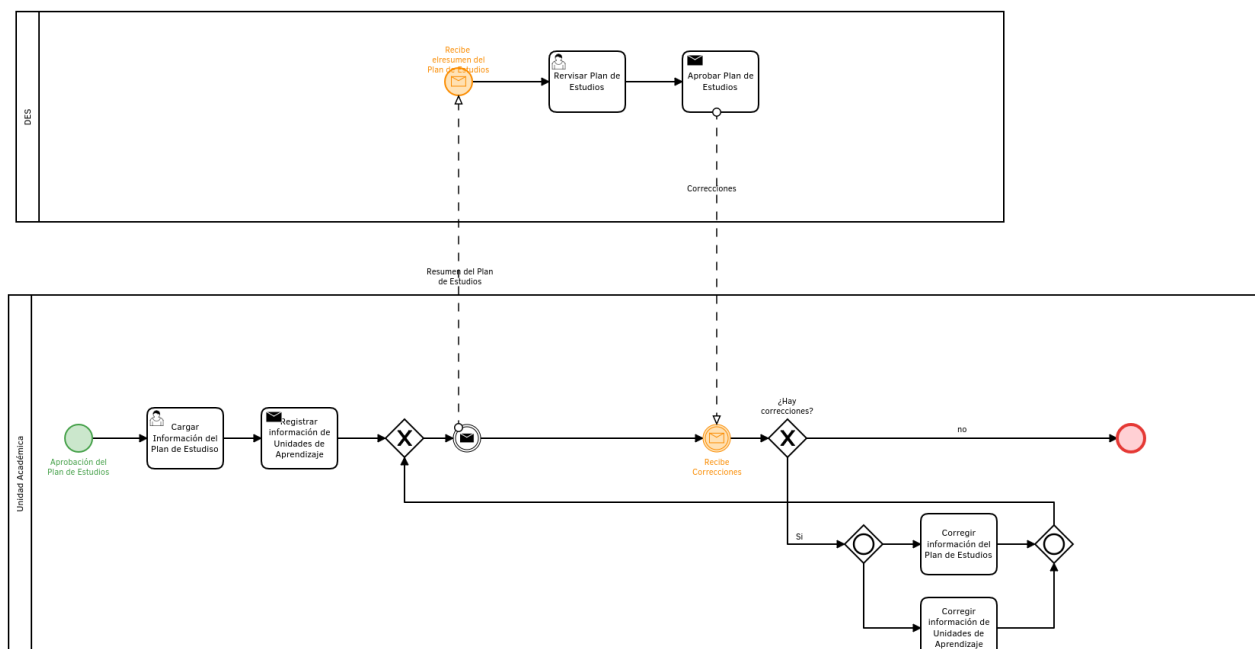 DES
Recibe
elresumen del
Plan de Estudios
Rervisar Plan de
Estudios
Aprobar Plan de
Estudios
Correcciones
Resumen del Plan
de Estudios
Unidad Académica
Aprobación del
Plan de Estudios
Cargar
Información del
Plan de Estudiso
Registrar
información de
Unidades de
Aprendizaje
Recibe
Correcciones
¿Hay
correcciones?
no
Si
Corregir
información del
Plan de Estudios
Corregir
información de
Unidades de
Aprendizaje